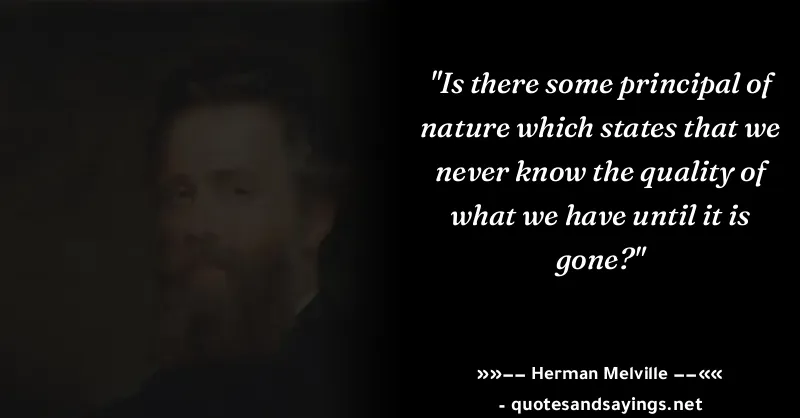 "Is there some principal of
nature which states that we
never know the quality of
what we have until it is
gone?"
»»–– Herman Melville ––««
- quotesandsayings.net